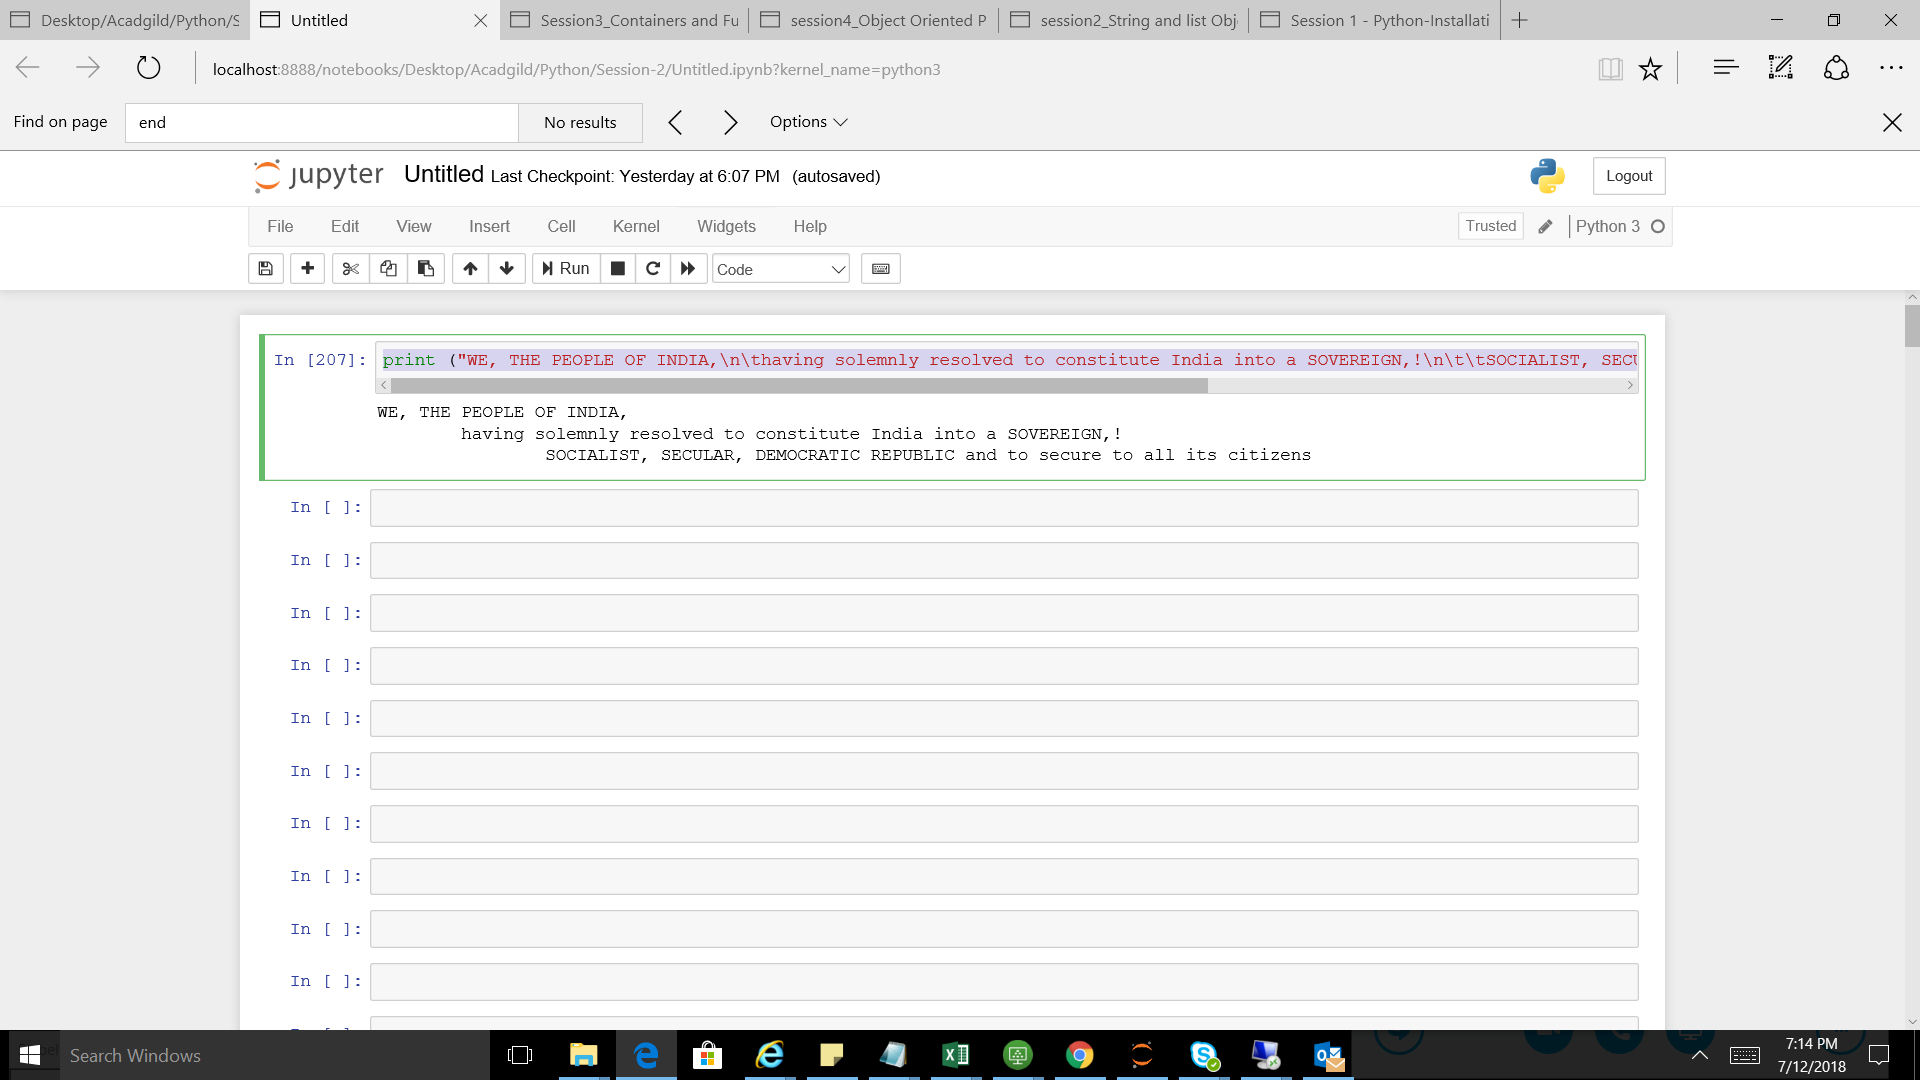 Desktop/Acadgild/Python/S
Untitled
Session3_Containers and Fu
session4_Object Oriented P
session2_String and list Obj
Session 1 - Python-Installati
localhost:8888/notebooks/Desktop/Acadgild/Python/Session-2/Untitled.ipynb?kernel_name=python3
Find on page
end
No results
Options
jupyter
Untitled Last Checkpoint: Yesterday at 6:07 PM (autosaved)
Logout
File Edit View Insert Cell Kernel Widgets Help
Trusted
Python 3
Run
Code
In [207]: print ("WE, THE PEOPLE OF INDIA,\n\thaving solemnly resolved to constitute India into a SOVEREIGN,!\n\t\tSOCIALIST, SECU
WE, THE PEOPLE OF INDIA,
having solemnly resolved to constitute India into a SOVEREIGN,!
SOCIALIST, SECULAR, DEMOCRATIC REPUBLIC and to secure to all its citizens
In [ ]:
In [ ]:
In [ ]:
In [ ]:
In [ ]:
In [ ]:
In [ ]:
In [ ]:
In [ ]:
In [ ]:
Search Windows
7:14 PM
7/12/2018